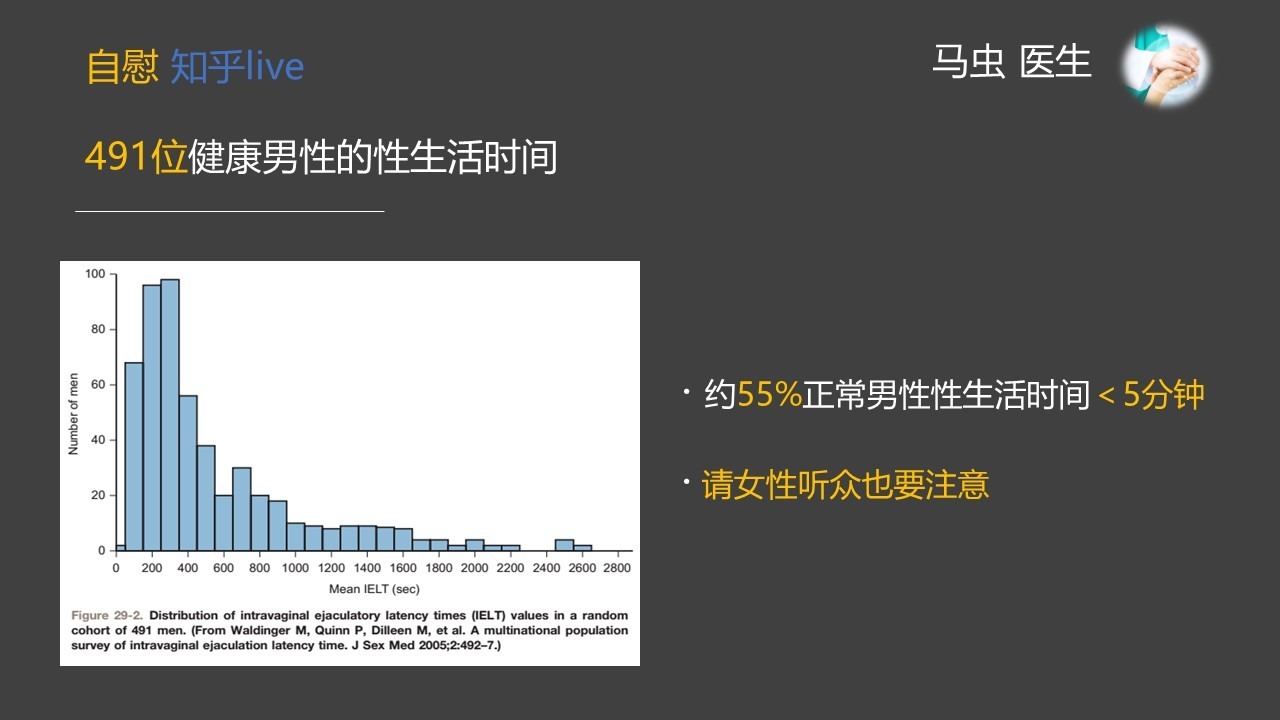 自慰 知乎live
马虫 医生
491位健康男性的性生活时间
100
80
60
40
20
0
Number of men
0 200 400 600 800 1000 1200 1400 1600 1800 2000 2200 2400 2600 2800
Mean IELT (sec)
Figure 29-2. Distribution of intravaginal ejaculatory latency times (IELT) values in a random
cohort of 491 men. (From Waldinger M, Quinn P, Dilleen M, et al. A multinational population
survey of intravaginal ejaculation latency time. J Sex Med 2005;2:492–7.)
· 约55%正常男性性生活时间＜5分钟
· 请女性听众也要注意